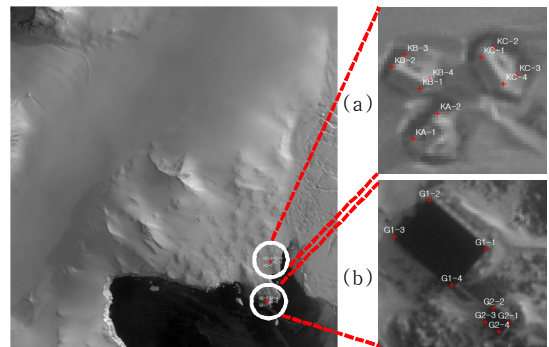 KC-2
KB-3
KC-1
KB-2
KC-3
KB-4
KC-4
KB-1
(a)
KA-2
KA-1
G1-2
G1-3
G1-1
(b)
G1-4
G2-2
G2-3 G2-1
G2-4